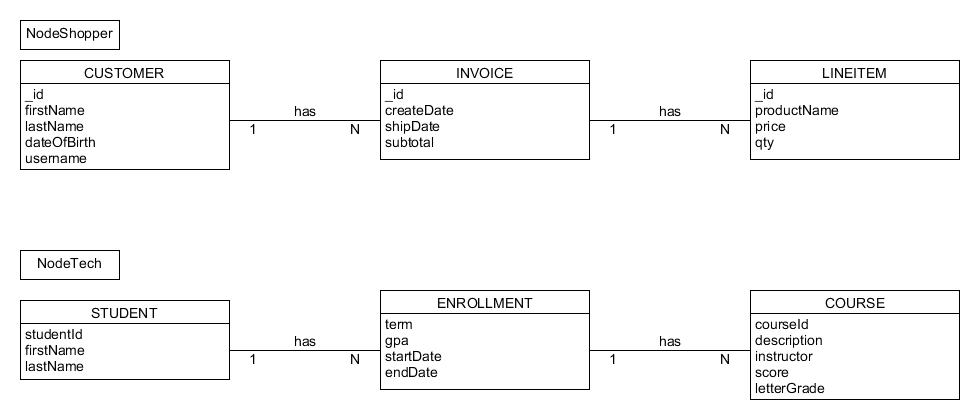 NodeShopper
CUSTOMER
_id
firstName
lastName
dateOfBirth
username
1
has
N
INVOICE
_id
createDate
shipDate
subtotal
1
has
N
LINEITEM
_id
productName
price
qty
NodeTech
STUDENT
studentId
firstName
lastName
1
has
N
ENROLLMENT
term
gpa
startDate
endDate
1
has
N
COURSE
courseId
description
instructor
score
letterGrade